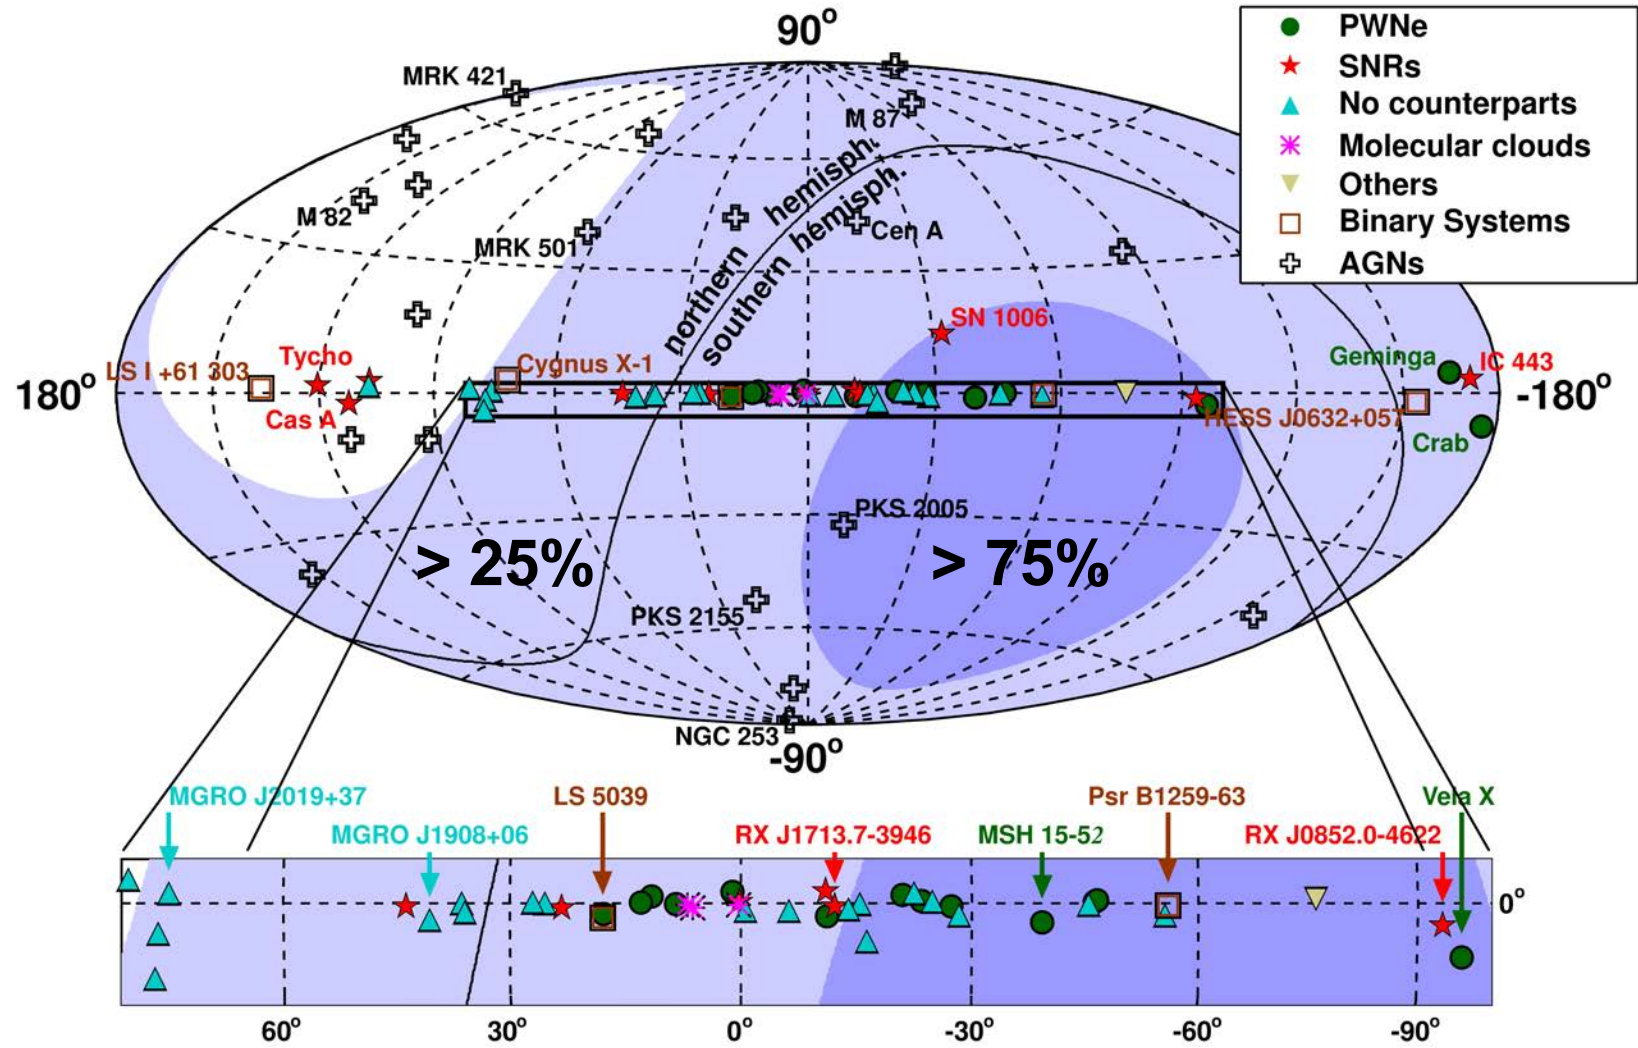 90°
PWNe
SNRs
No counterparts
Molecular clouds
Others
Binary Systems
AGNs
MRK 421
M 87
M 82
MRK 501
northern hemisph.
southern hemisph.
Cen A
SN 1006
LS I +61 303
Tycho
Cygnus X-1
Geminga
IC 443
180°
-180°
Cas A
HESS J0632+057
Crab
PKS 2005
> 25%
> 75%
PKS 2155
NGC 253
-90°
MGRO J2019+37
LS 5039
Psr B1259-63
Vela X
MGRO J1908+06
RX J1713.7-3946
MSH 15-52
RX J0852.0-4622
0°
60°
30°
0°
-30°
-60°
-90°